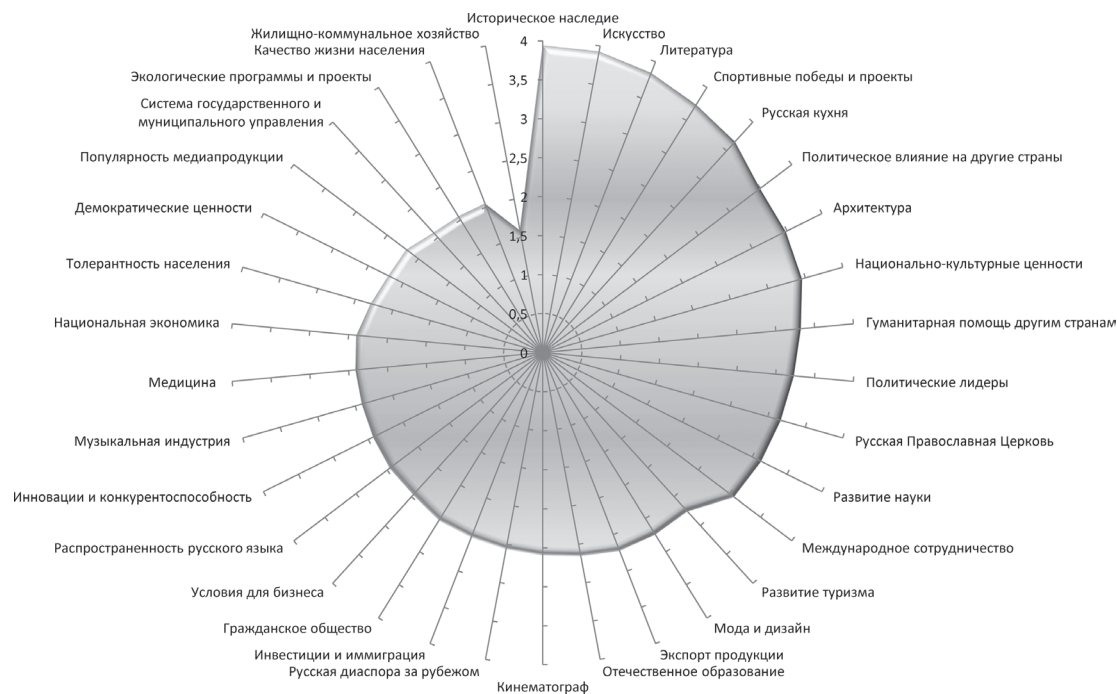 Историческое наследие
Искусство
Литература
Спортивные победы и проекты
Русская кухня
Политическое влияние на другие страны
Архитектура
Национально-культурные ценности
Гуманитарная помощь другим странам
Политические лидеры
Русская Православная Церковь
Развитие науки
Международное сотрудничество
Развитие туризма
Мода и дизайн
Экспорт продукции
Отечественное образование
Кинематограф
Русская диаспора за рубежом
Инвестиции и иммиграция
Гражданское общество
Условия для бизнеса
Распространенность русского языка
Инновации и конкурентоспособность
Музыкальная индустрия
Медицина
Национальная экономика
Толерантность населения
Демократические ценности
Популярность медиапродукции
Система государственного и
муниципального управления
Экологические программы и проекты
Качество жизни населения
Жилищно-коммунальное хозяйство
4
3,5
3
2,5
2
1,5
1
0,5
0